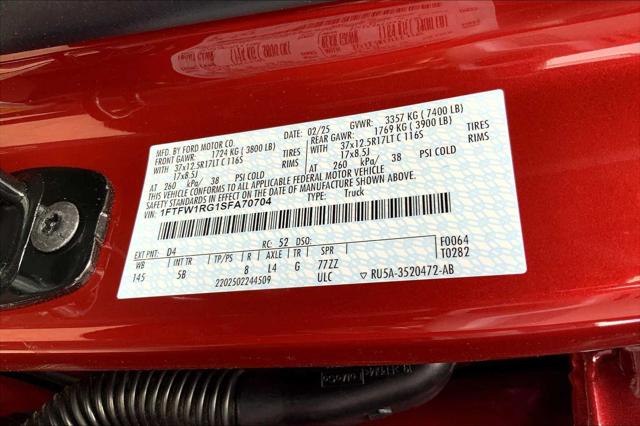 MFD. BY FORD MOTOR CO. DATE: 02/25 GVWR: 3357 KG ( 7400 LB)
FRONT GAWR: 1724 KG ( 3800 LB) REAR GAWR: 1769 KG ( 3900 LB)
WITH 37x12.5R17LT C 116S TIRES WITH 37x12.5R17LT C 116S TIRES
17x8.5J RIMS 17x8.5J RIMS
AT 260 kPa/ 38 PSI COLD AT 260 kPa/ 38 PSI COLD
THIS VEHICLE CONFORMS TO ALL APPLICABLE FEDERAL MOTOR VEHICLE
SAFETY STANDARDS IN EFFECT ON THE DATE OF MANUFACTURE SHOWN ABOVE.
VIN: 1FTFW1RG1SFA70704 TYPE: Truck
EXT PNT: D4 RC: 52 DSO: F0064
WB INT TR TP/PS R AXLE TR T0282
145 5B 8 L4 G 77ZZ
2202502244509 ULC ▽ RU5A-3520472-AB